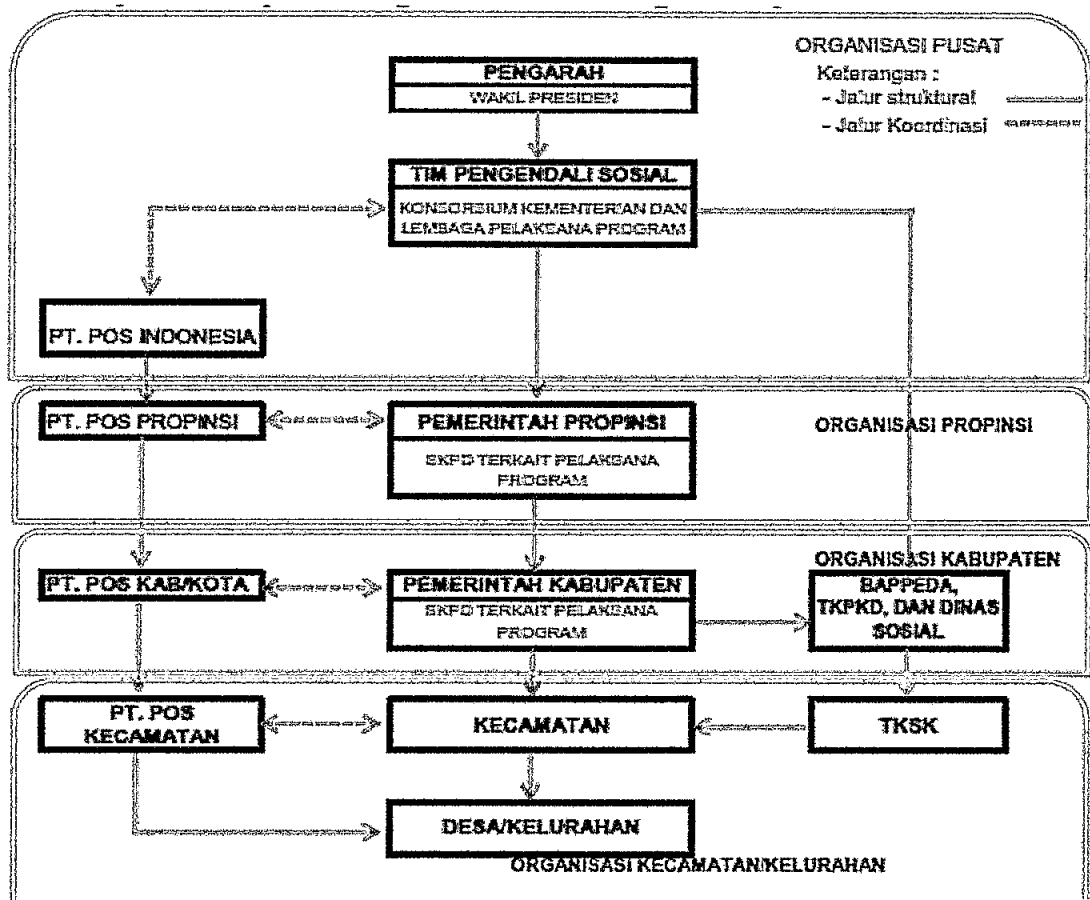 ORGANISASI PUSAT
Keterangan :
- Jalur struktural
- Jalur Koordinasi
PENGARAH
WAKIL PRESIDEN
TIM PENGENDALI SOSIAL
KONSORSIUM KEMENTERIAN DAN
LEMBAGA PELAKSANA PROGRAM
PT. POS INDONESIA
PT. POS PROPINSI
PEMERINTAH PROPINSI
SKPD TERKAIT PELAKSANA
PROGRAM
ORGANISASI PROPINSI
ORGANISASI KABUPATEN
PT. POS KAB/KOTA
PEMERINTAH KABUPATEN
SKPD TERKAIT PELAKSANA
PROGRAM
BAPPEDA,
TKPKD, DAN DINAS
SOSIAL
PT. POS
KECAMATAN
KECAMATAN
TKSK
DESA/KELURAHAN
ORGANISASI KECAMATAN/KELURAHAN